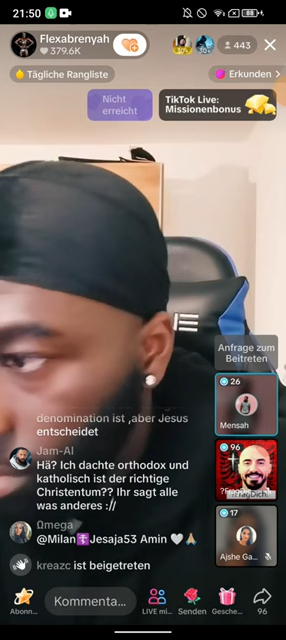 21:50
88
Flexabrenyah
379.6K
443
Tägliche Rangliste
Erkunden >
Nicht
erreicht
TikTok Live:
Missionenbonus
Anfrage zum
Beitreten
26
Mensah
96
17
Ajshe Ga...
denomination ist ,aber Jesus
entscheidet
Jam-Al
Hä? Ich dachte orthodox und
katholisch ist der richtige
Christentum?? Ihr sagt alle
was anderes ://
Ωmega
@Milan✝️Jesaja53 Amin 🤍🙏🏼
kreazc ist beigetreten
Abonn...
Kommenta...
LIVE mi...
Senden
Gesche...
96